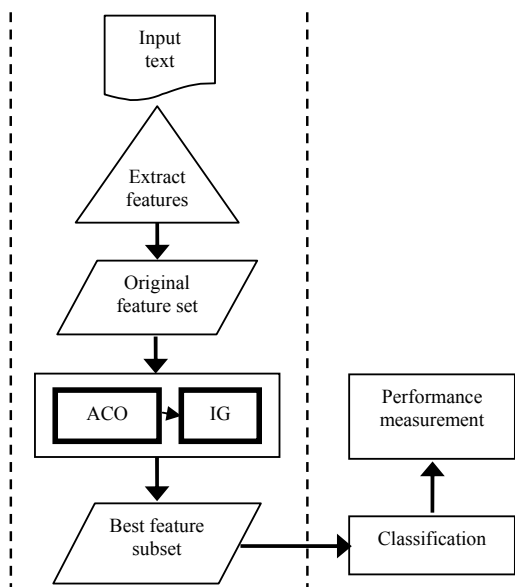 Input
text
Extract
features
Original
feature set
ACO
IG
Best feature
subset
Performance
measurement
Classification